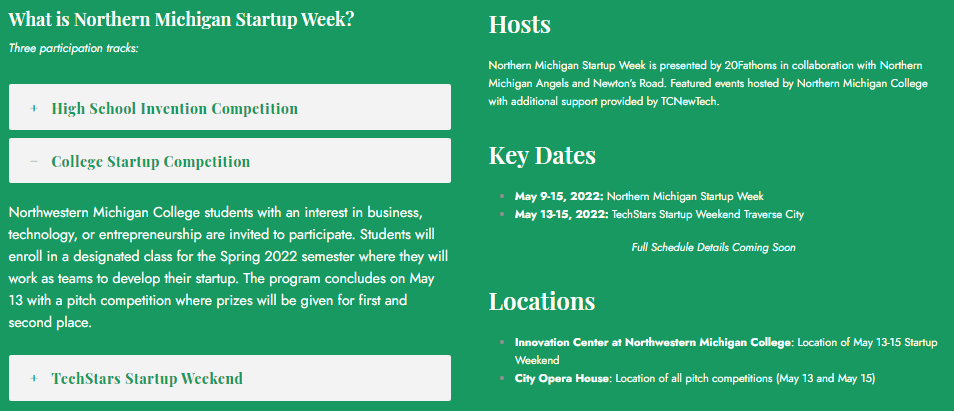 What is Northern Michigan Startup Week?
Three participation tracks:
+ High School Invention Competition
− College Startup Competition
Northwestern Michigan College students with an interest in business,
technology, or entrepreneurship are invited to participate. Students will
enroll in a designated class for the Spring 2022 semester where they will
work as teams to develop their startup. The program concludes on May
13 with a pitch competition where prizes will be given for first and
second place.
+ TechStars Startup Weekend
Hosts
Northern Michigan Startup Week is presented by 20Fathoms in collaboration with Northern
Michigan Angels and Newton's Road. Featured events hosted by Northern Michigan College
with additional support provided by TCNewTech.
Key Dates
May 9-15, 2022: Northern Michigan Startup Week
May 13-15, 2022: TechStars Startup Weekend Traverse City
Full Schedule Details Coming Soon
Locations
Innovation Center at Northwestern Michigan College: Location of May 13-15 Startup
Weekend
City Opera House: Location of all pitch competitions (May 13 and May 15)